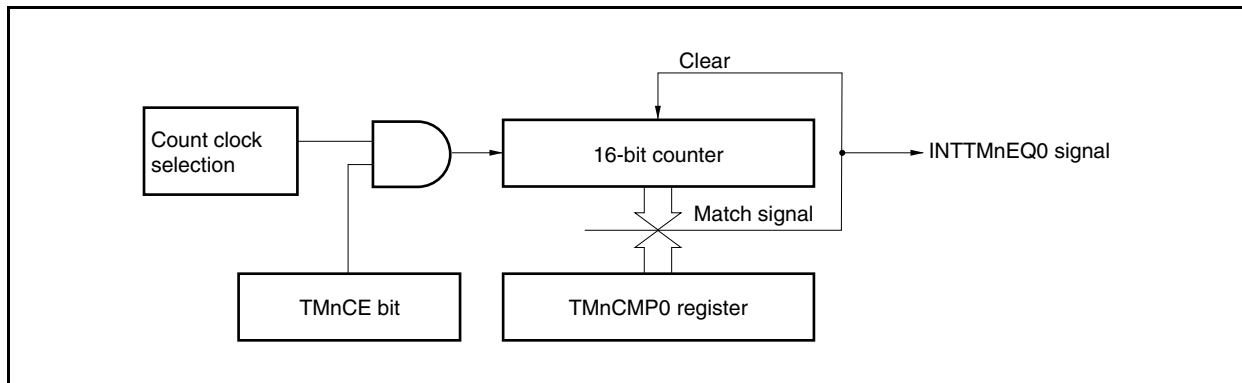 Clear
Count clock
selection
16-bit counter
INTTMnEQ0 signal
Match signal
TMnCE bit
TMnCMP0 register